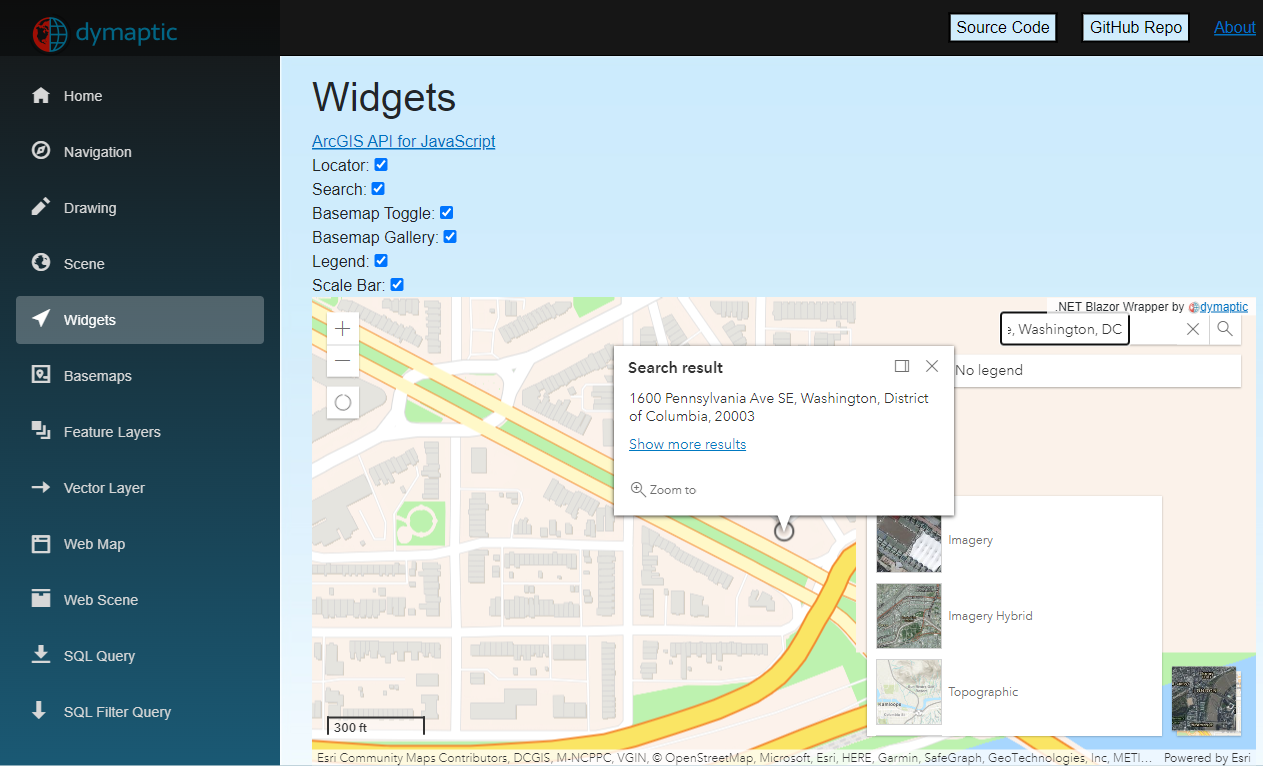 dymaptic
Source Code
GitHub Repo
About
Home
Navigation
Drawing
Scene
Widgets
Basemaps
Feature Layers
Vector Layer
Web Map
Web Scene
SQL Query
SQL Filter Query
Widgets
ArcGIS API for JavaScript
Locator:
Search:
Basemap Toggle:
Basemap Gallery:
Legend:
Scale Bar:
.NET Blazor Wrapper by dymaptic
, Washington, DC
No legend
Search result
1600 Pennsylvania Ave SE, Washington, District
of Columbia, 20003
Show more results
Zoom to
Imagery
Imagery Hybrid
Topographic
300 ft
Esri Community Maps Contributors, DCGIS, M-NCPPC, VGIN, © OpenStreetMap, Microsoft, Esri, HERE, Garmin, SafeGraph, GeoTechnologies, Inc, METI...
Powered by Esri